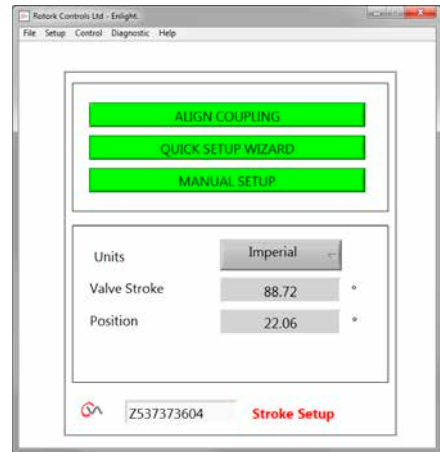 Rotork Controls Ltd - Enlight.
File Setup Control Diagnostic Help
ALIGN COUPLING
QUICK SETUP WIZARD
MANUAL SETUP
Units Imperial
Valve Stroke 88.72 °
Position 22.06 °
Z537373604 Stroke Setup